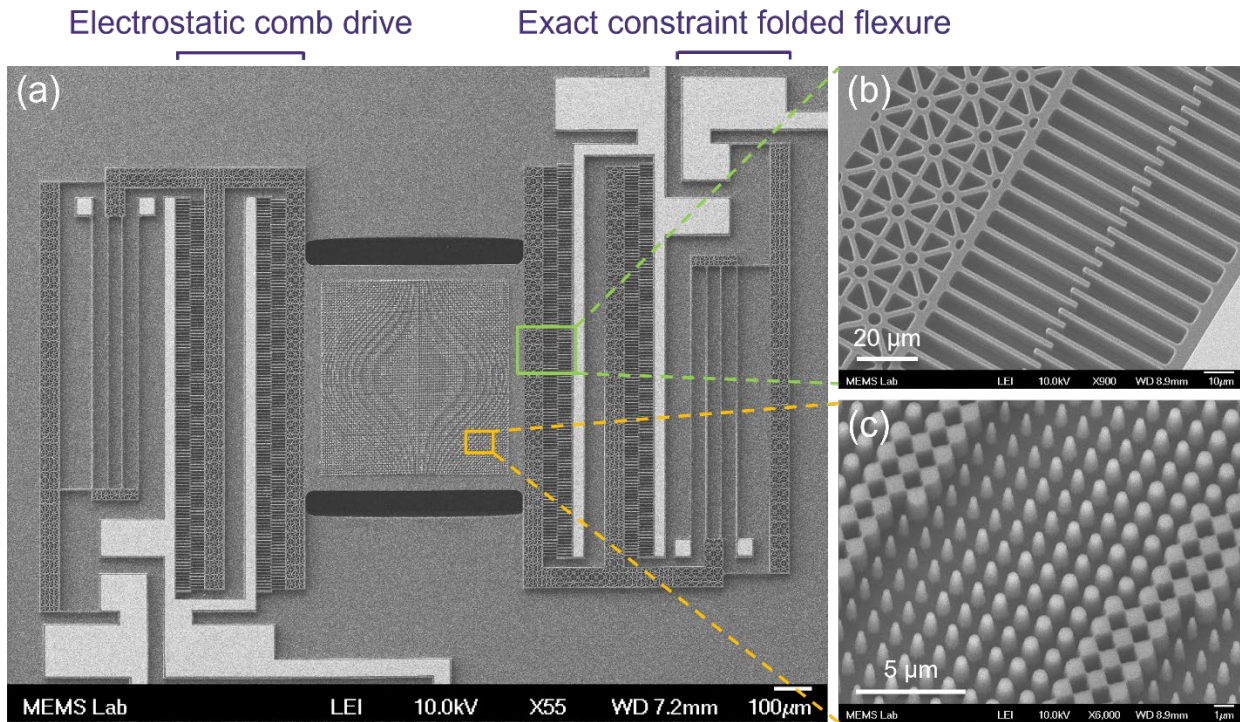 Electrostatic comb drive Exact constraint folded flexure
(a)
MEMS Lab LEI 10.0kV X55 WD 7.2mm 100μm
(b)
20 μm
MEMS Lab LEI 10.0kV X900 WD 8.9mm 10μm
(c)
5 μm
MEMS Lab LEI 10.0kV X6,000 WD 8.9mm 1μm